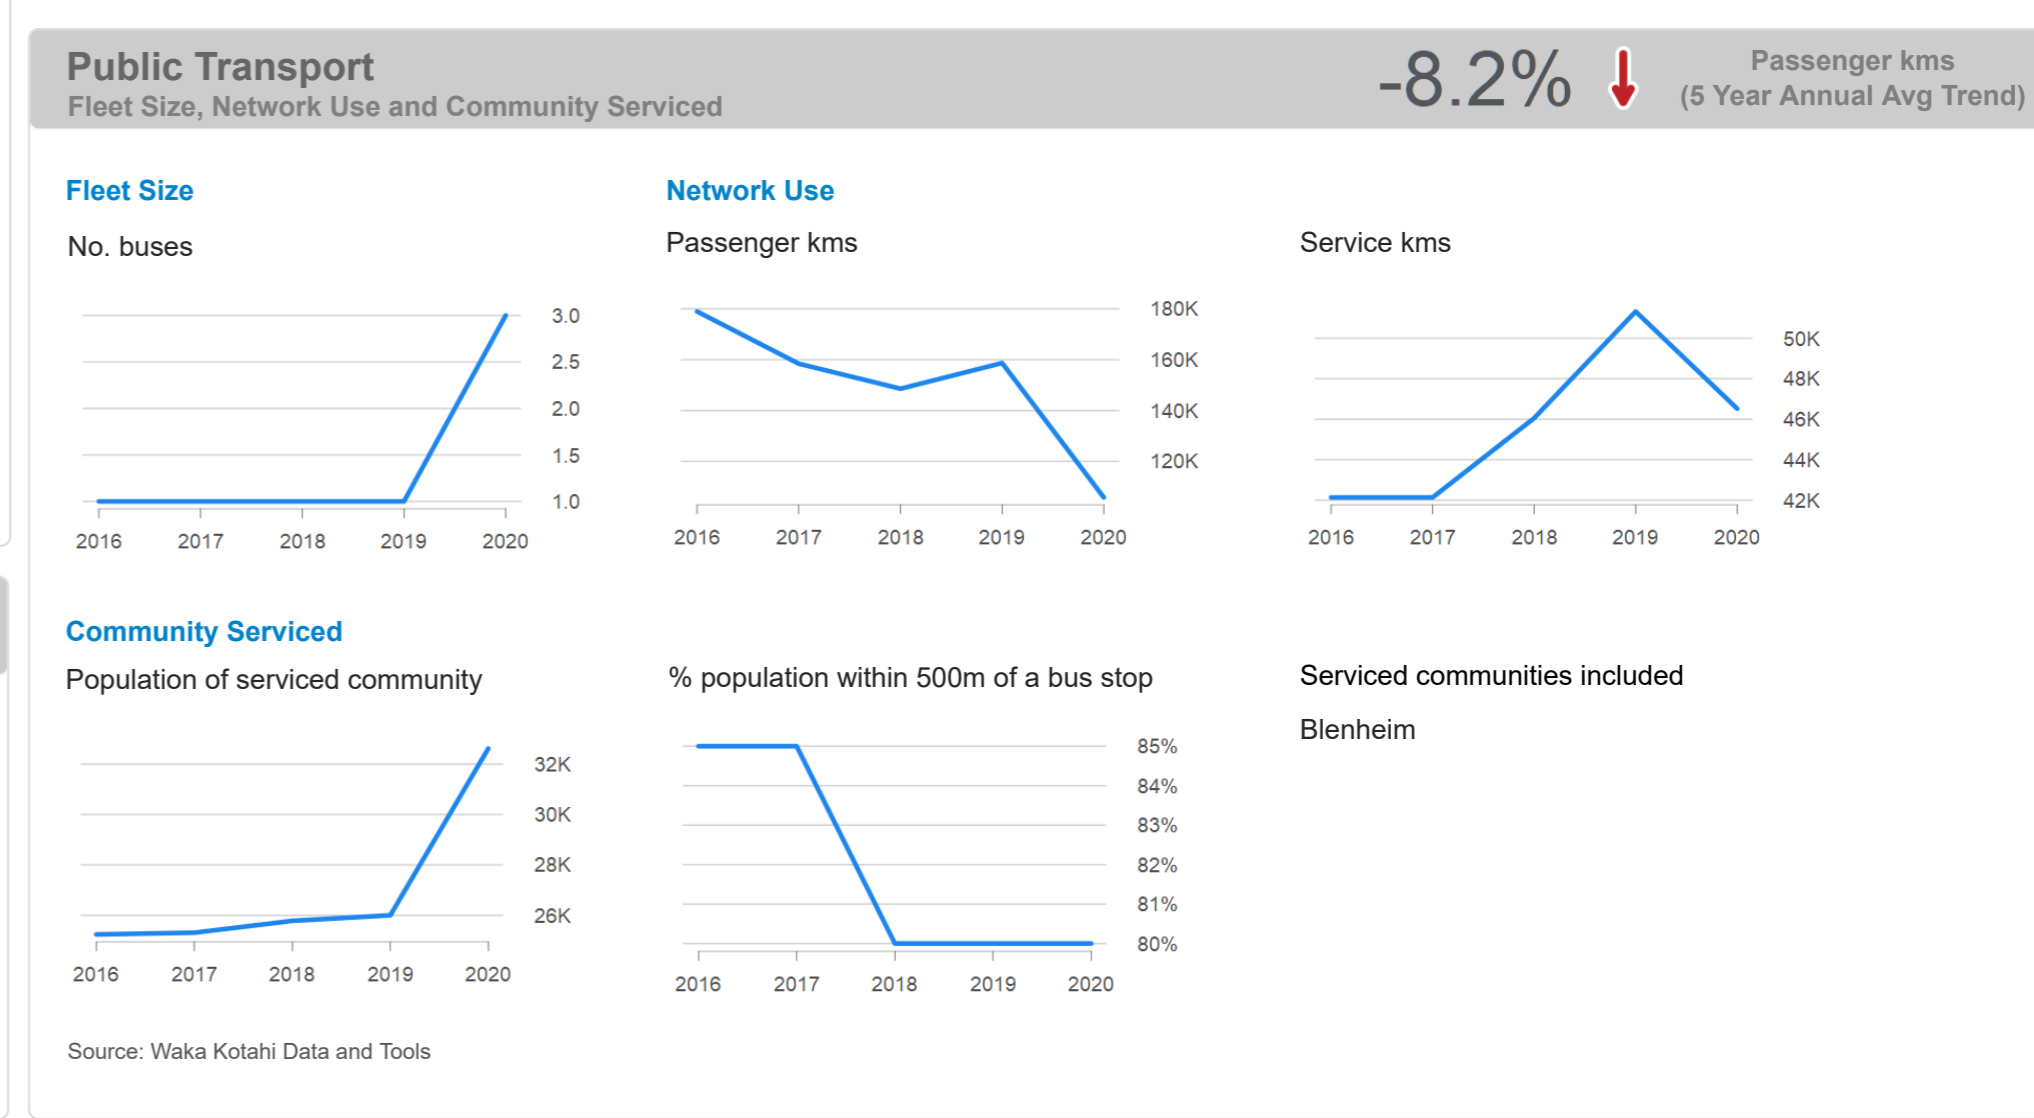 Public Transport
Fleet Size, Network Use and Community Serviced
-8.2%
Passenger kms
(5 Year Annual Avg Trend)
Fleet Size
No. buses
3.0
2.5
2.0
1.5
1.0
2016 2017 2018 2019 2020
Network Use
Passenger kms
180K
160K
140K
120K
2016 2017 2018 2019 2020
Service kms
50K
48K
46K
44K
42K
2016 2017 2018 2019 2020
Community Serviced
Population of serviced community
32K
30K
28K
26K
2016 2017 2018 2019 2020
% population within 500m of a bus stop
85%
84%
83%
82%
81%
80%
2016 2017 2018 2019 2020
Serviced communities included
Blenheim
Source: Waka Kotahi Data and Tools